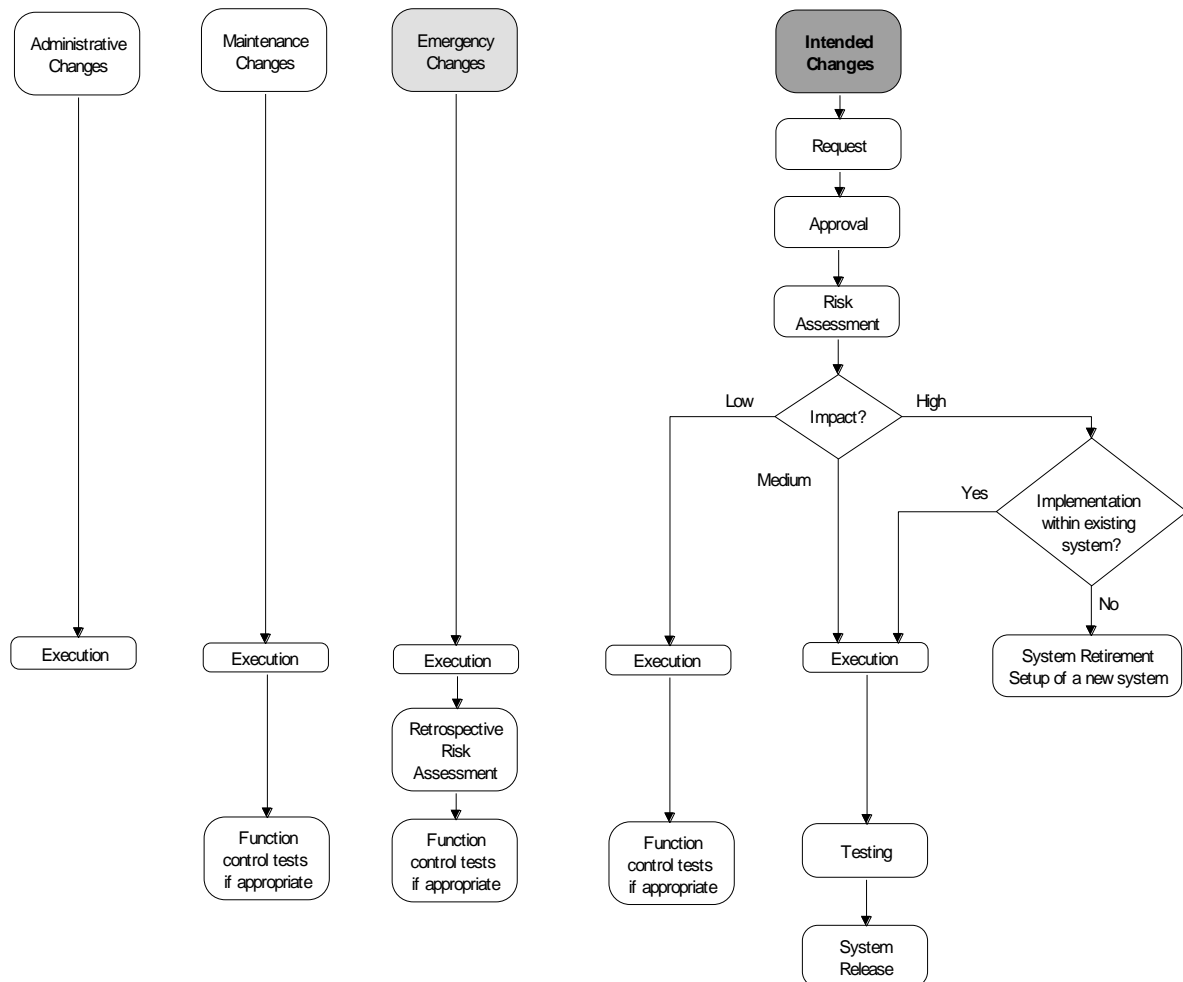 Administrative
Changes
Maintenance
Changes
Emergency
Changes
Intended
Changes
Request
Approval
Risk
Assessment
Low
Impact?
High
Medium
Yes
Implementation
within existing
system?
No
Execution
Execution
Execution
Execution
Execution
System Retirement
Setup of a new system
Retrospective
Risk
Assessment
Function
control tests
if appropriate
Function
control tests
if appropriate
Function
control tests
if appropriate
Testing
System
Release